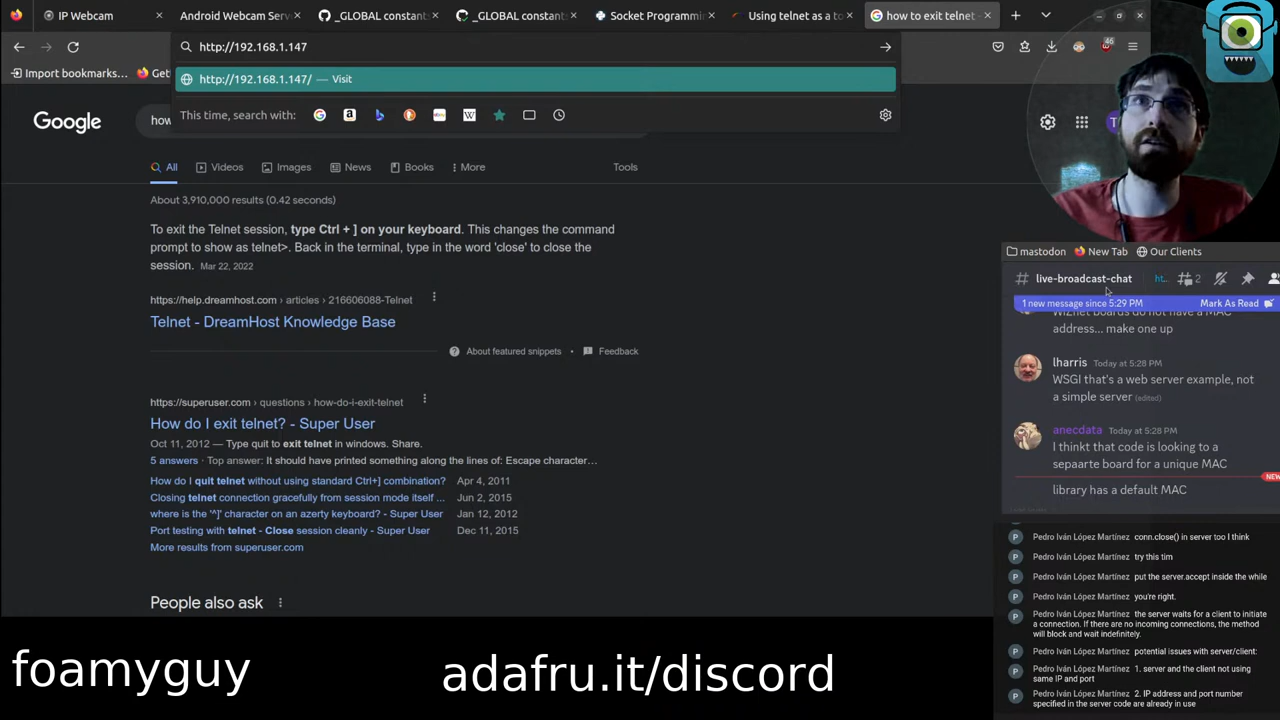 IP Webcam
Android Webcam Serv
_GLOBAL constants
_GLOBAL constants
Socket Programmi
Using telnet as a to
how to exit telnet -
http://192.168.1.147
46
Import bookmarks…
Get
http://192.168.1.147/ — Visit
This time, search with:
Google
how
All
Videos
Images
News
Books
More
Tools
About 3,910,000 results (0.42 seconds)
To exit the Telnet session, type Ctrl + ] on your keyboard. This changes the command
prompt to show as telnet>. Back in the terminal, type in the word 'close' to close the
session. Mar 22, 2022
https://help.dreamhost.com › articles › 216606088-Telnet
Telnet - DreamHost Knowledge Base
About featured snippets
Feedback
https://superuser.com › questions › how-do-i-exit-telnet
How do I exit telnet? - Super User
Oct 11, 2012 — Type quit to exit telnet in windows. Share.
5 answers · Top answer: It should have printed something along the lines of: Escape character…
How do I quit telnet without using standard Ctrl+] combination? Apr 4, 2011
Closing telnet connection gracefully from session mode itself ... Jun 2, 2015
where is the '^]' character on an azerty keyboard? - Super User Jan 12, 2012
Port testing with telnet - Close session cleanly - Super User Dec 11, 2015
More results from superuser.com
People also ask
mastodon
New Tab
Our Clients
live-broadcast-chat
ht..
2
1 new message since 5:29 PM
Mark As Read
Wiznet boards do not have a MAC
address... make one up
lharris Today at 5:28 PM
WSGI that's a web server example, not
a simple server (edited)
anecdata Today at 5:28 PM
I thinkt that code is looking to a
sepaarte board for a unique MAC
NEW
library has a default MAC
P Pedro Iván López Martínez conn.close() in server too I think
P Pedro Iván López Martínez try this tim
P Pedro Iván López Martínez put the server.accept inside the while
P Pedro Iván López Martínez you're right.
P Pedro Iván López Martínez the server waits for a client to initiate
a connection. If there are no incoming connections, the method
will block and wait indefinitely.
P Pedro Iván López Martínez potential issues with server/client:
P Pedro Iván López Martínez 1. server and the client not using
same IP and port
P Pedro Iván López Martínez 2. IP address and port number
specified in the server code are already in use
foamyguy
adafru.it/discord